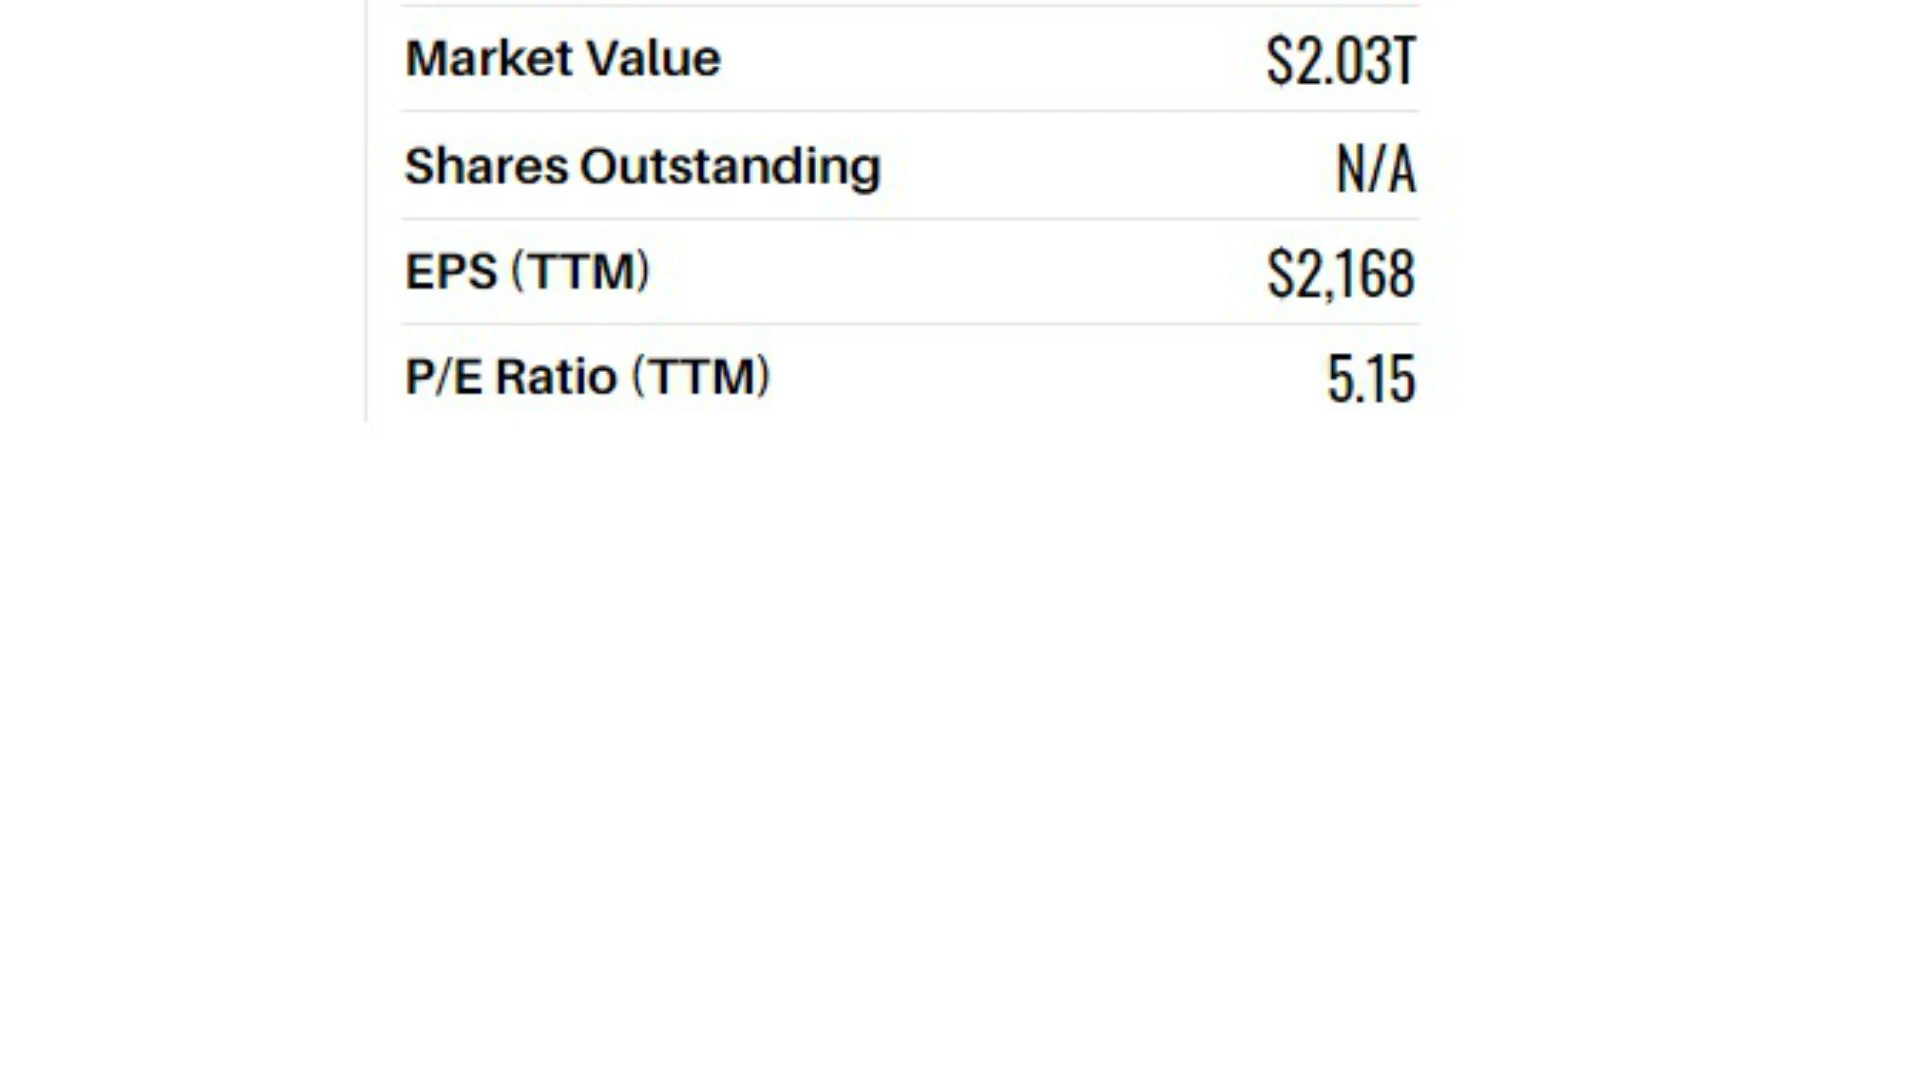 Market Value $2.03T
Shares Outstanding N/A
EPS (TTM) $2,168
P/E Ratio (TTM) 5.15